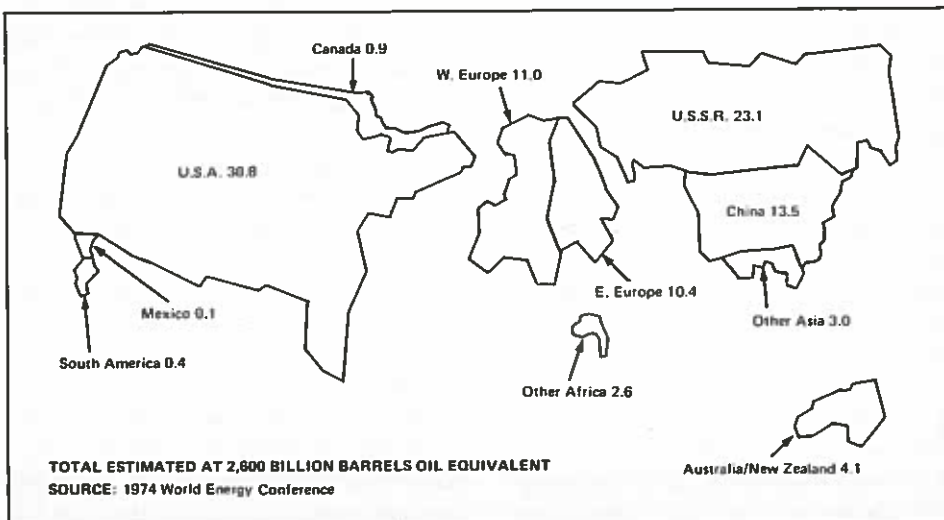 Canada 0.9
W. Europe 11.0
U.S.S.R. 23.1
U.S.A. 30.8
China 13.5
E. Europe 10.4
Mexico 0.1
Other Asia 3.0
South America 0.4
Other Africa 2.6
Australia/New Zealand 4.1
TOTAL ESTIMATED AT 2,600 BILLION BARRELS OIL EQUIVALENT
SOURCE: 1974 World Energy Conference